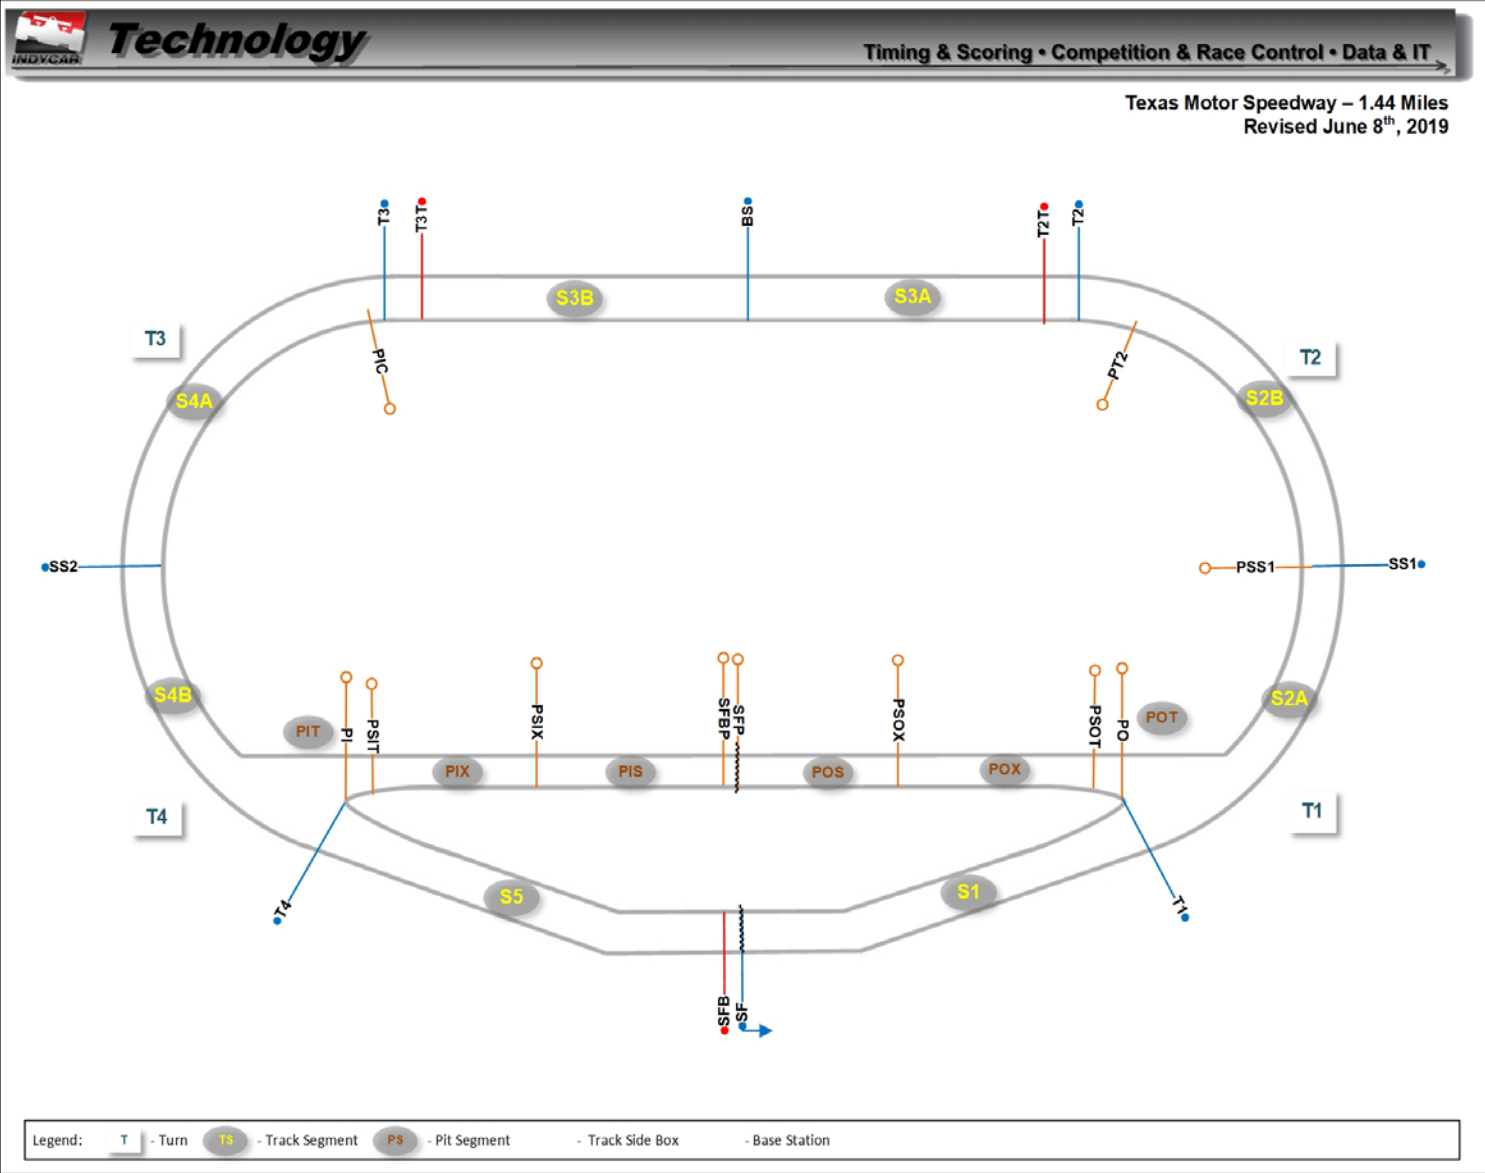 INDYCAR
Technology
Timing & Scoring • Competition & Race Control • Data & IT
Texas Motor Speedway – 1.44 Miles
Revised June 8th, 2019
T3
T3T
BS
T2T
T2
S3B
S3A
T3
PIC
PT2
T2
S4A
S2B
SS2
PSS1
SS1
S4B
S2A
PIT
PI
PSIT
PSIX
SFBP
SFP
PSOX
PSOT
PO
POT
PIX
PIS
POS
POX
T4
T1
S5
S1
T4
T1
SFB
SF
Legend: T - Turn TS - Track Segment PS - Pit Segment - Track Side Box - Base Station